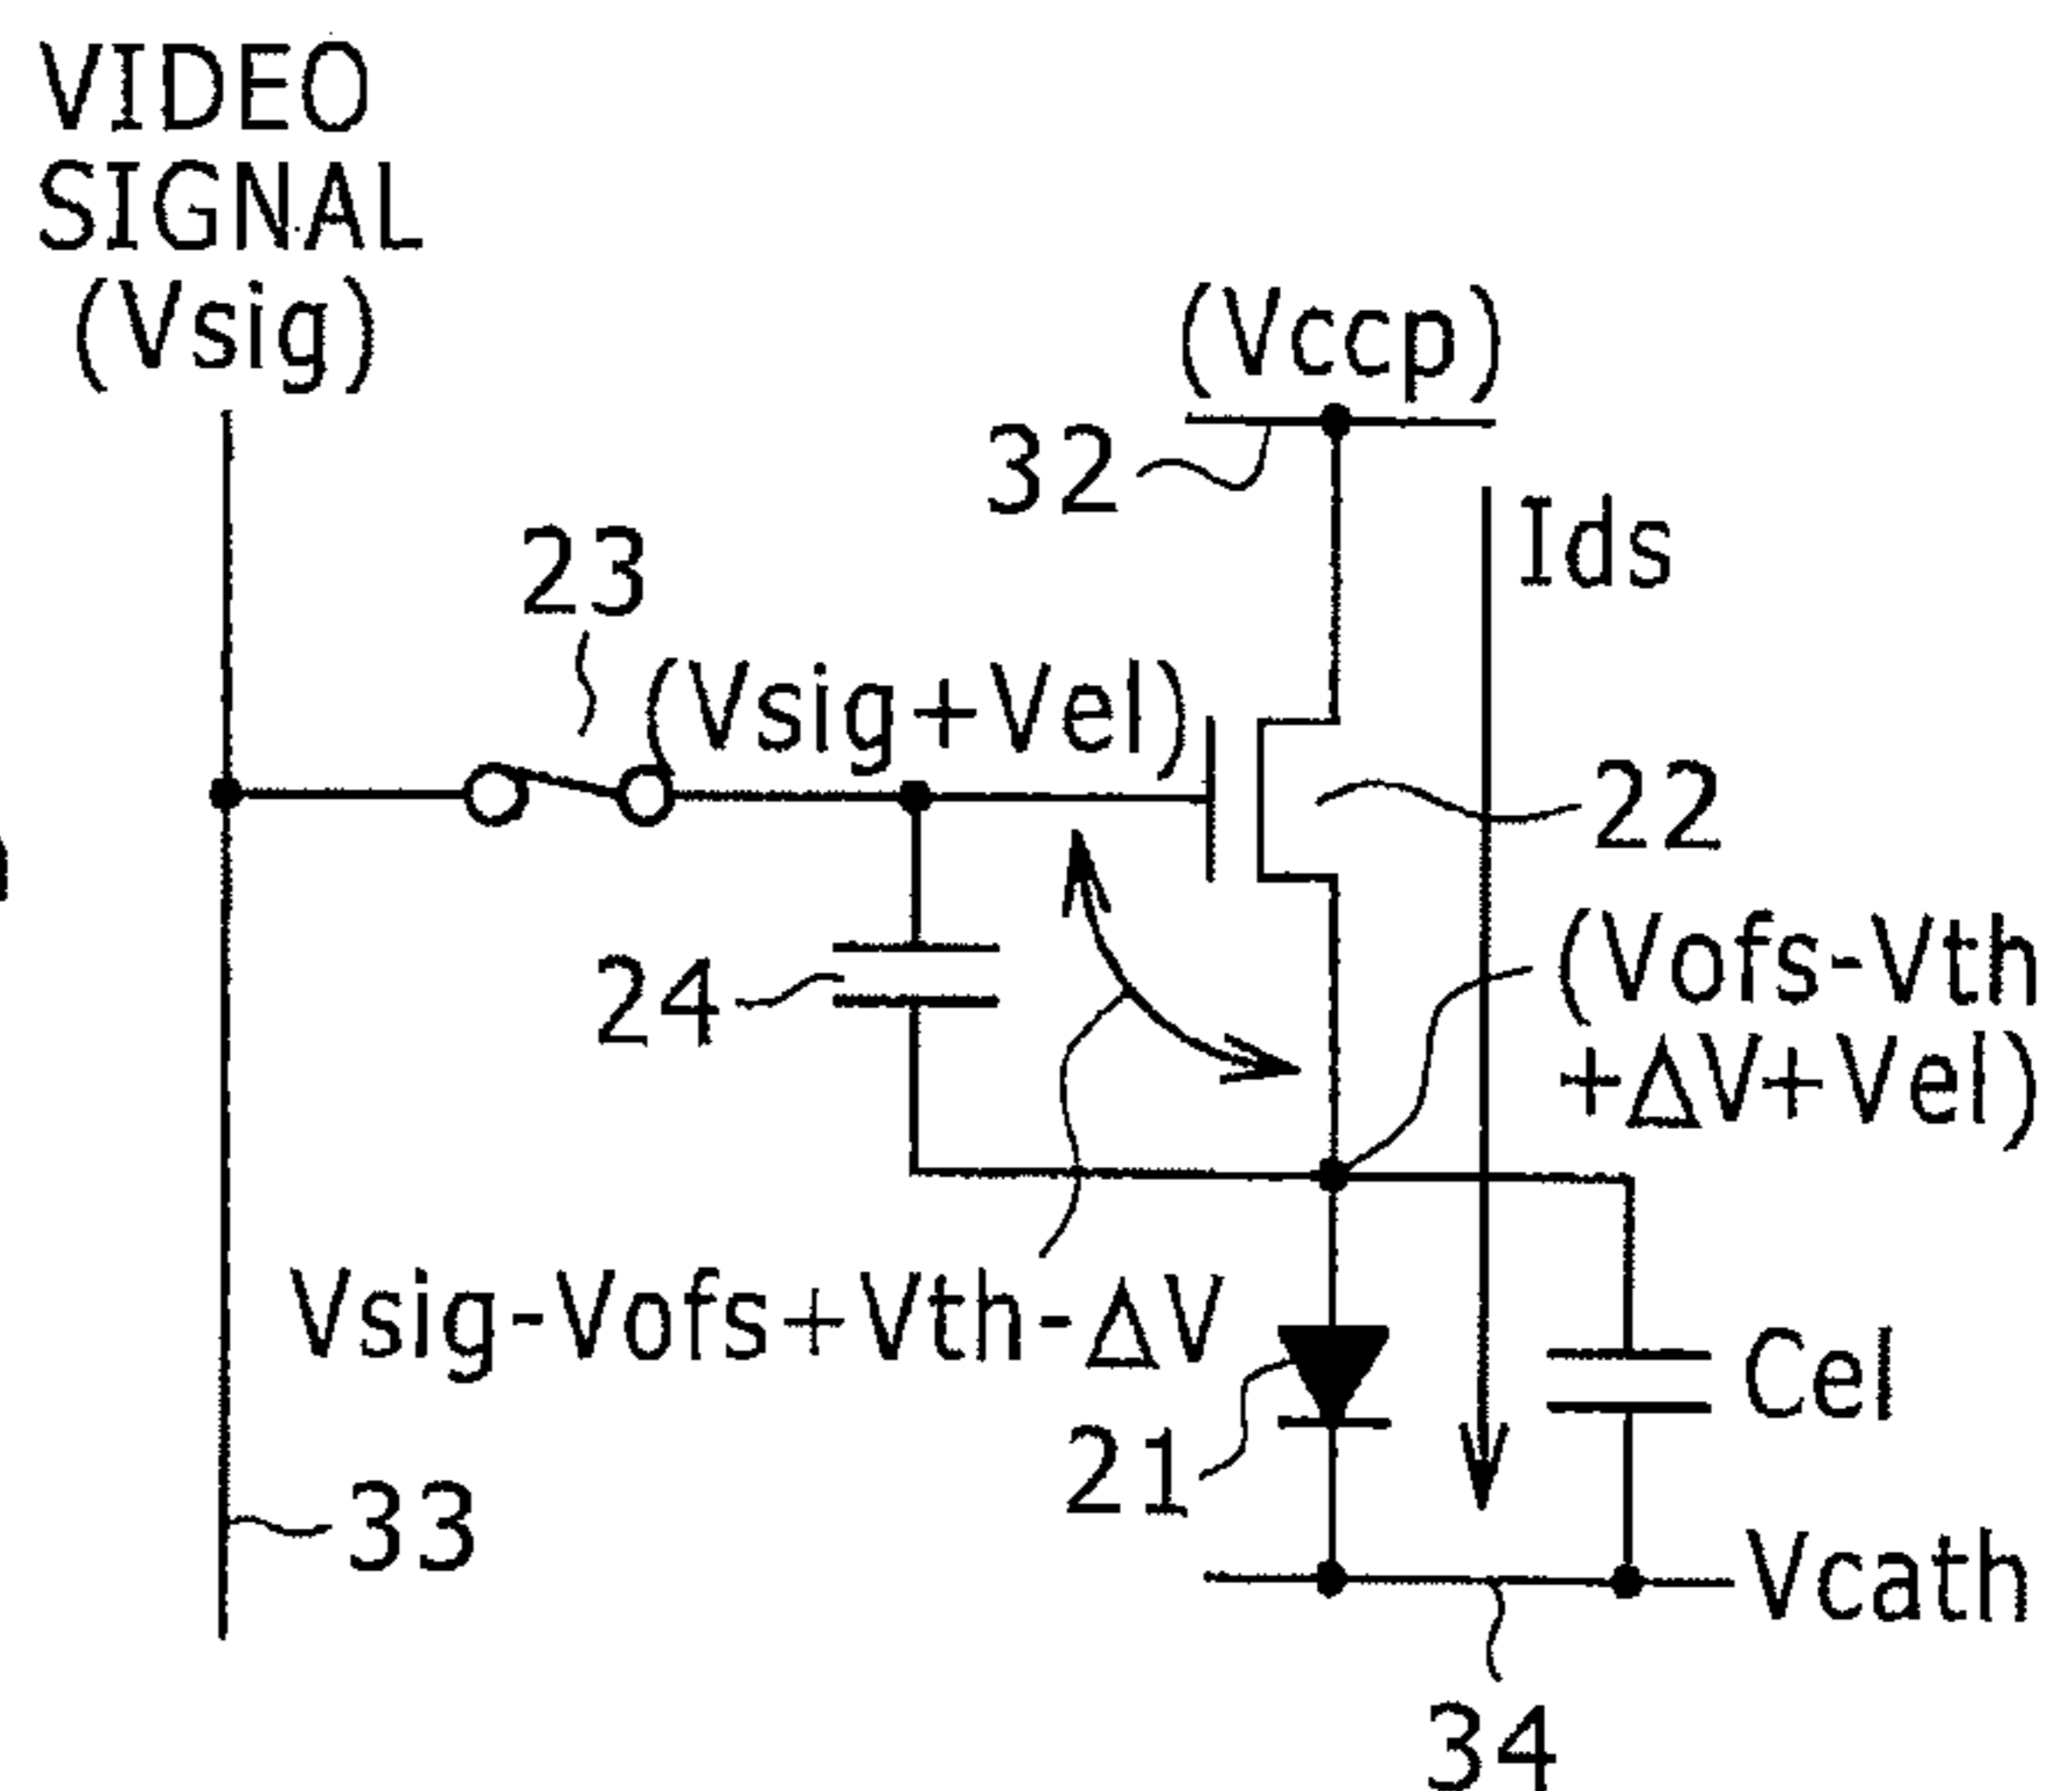 VIDEO
SIGNAL
(Vsig)
(Vccp)
32
Ids
23
(Vsig+Vel)
22
24
(Vofs-Vth
+ΔV+Vel)
Vsig-Vofs+Vth-ΔV
Cel
21
33
Vcath
34